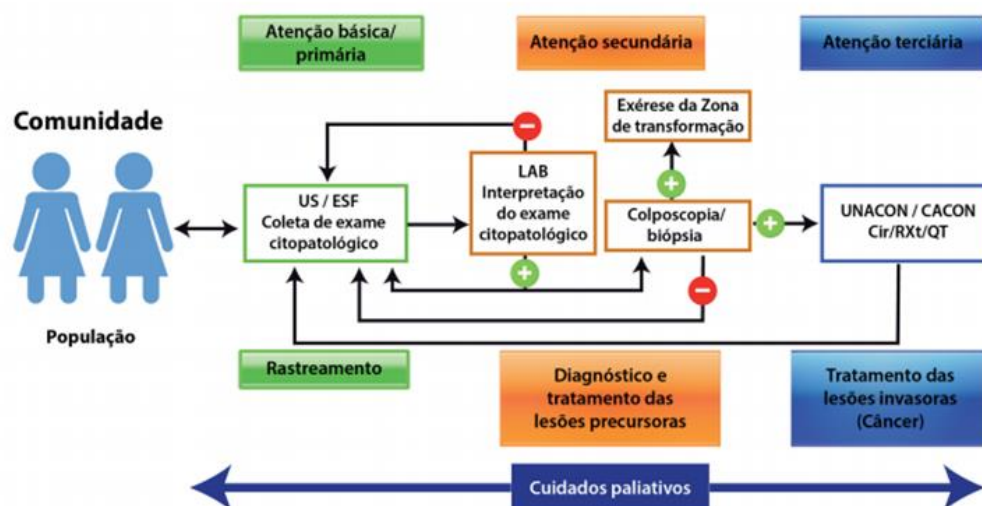 Atenção básica/
primária
Atenção secundária
Atenção terciária
Comunidade
Exérese da Zona
de transformação
LAB
Interpretação
do exame
citopatológico
US / ESF
Coleta de exame
citopatológico
Colposcopia/
biópsia
UNACON / CACON
Cir/RXt/QT
População
Rastreamento
Diagnóstico e
tratamento das
lesões precursoras
Tratamento das
lesões invasoras
(Câncer)
Cuidados paliativos